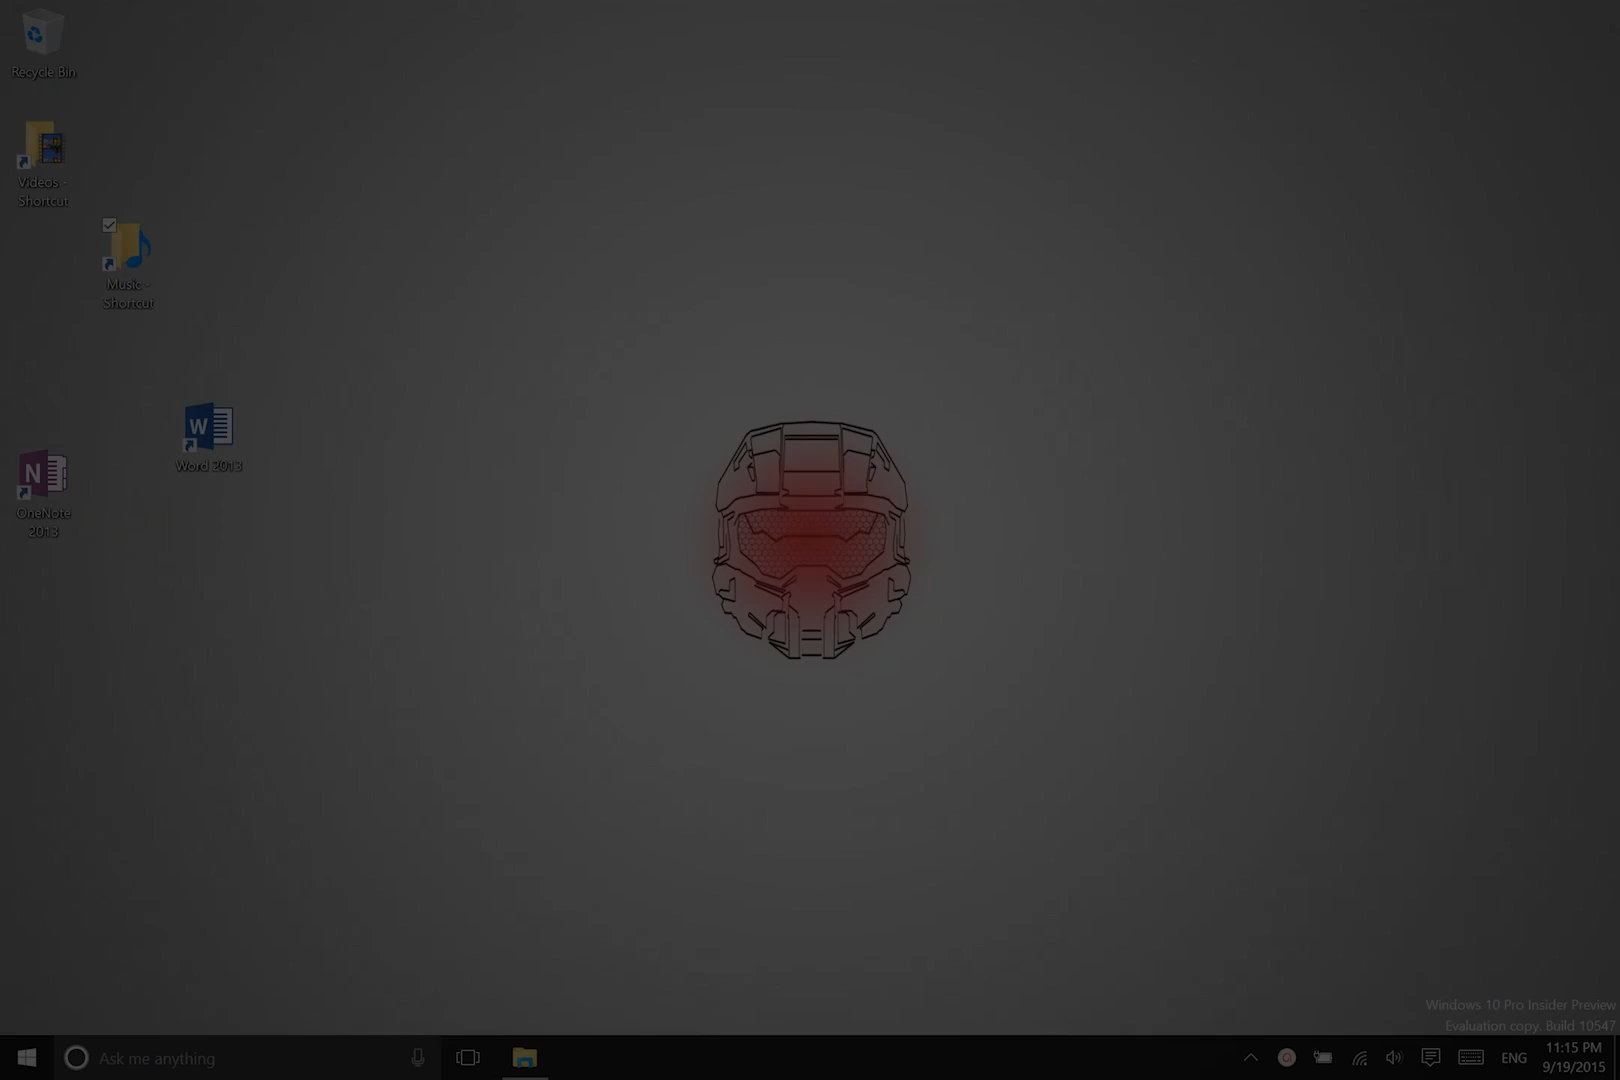 Recycle Bin
Videos -
Shortcut
Music -
Shortcut
W
Word 2013
N
OneNote
2013
Windows 10 Pro Insider Preview
Evaluation copy. Build 10547
Ask me anything
ENG
11:15 PM
9/19/2015